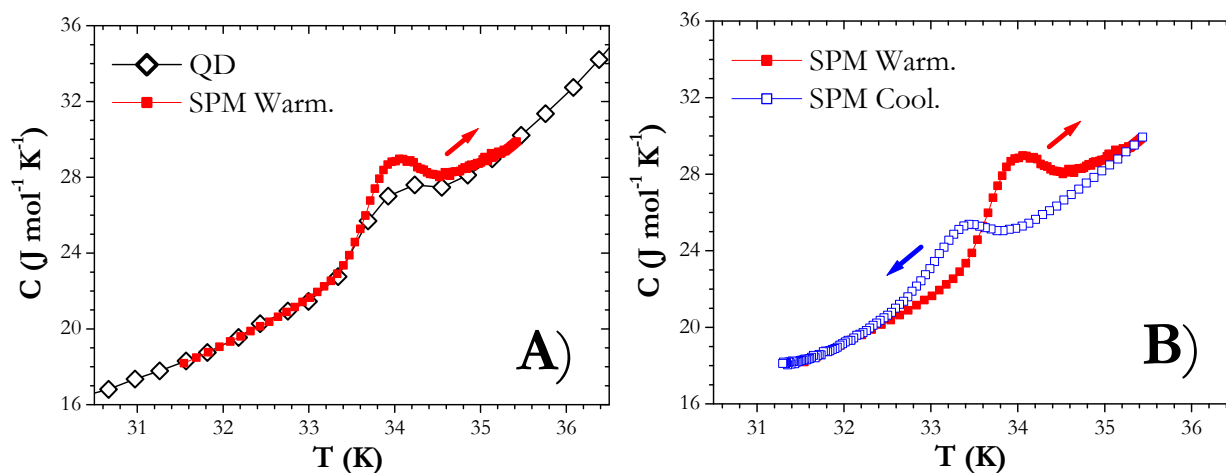 36
32
28
24
20
16
C (J mol⁻¹ K⁻¹)
QD
SPM Warm.
A)
31 32 33 34 35 36
T (K)
36
32
28
24
20
16
C (J mol⁻¹ K⁻¹)
SPM Warm.
SPM Cool.
B)
31 32 33 34 35 36
T (K)